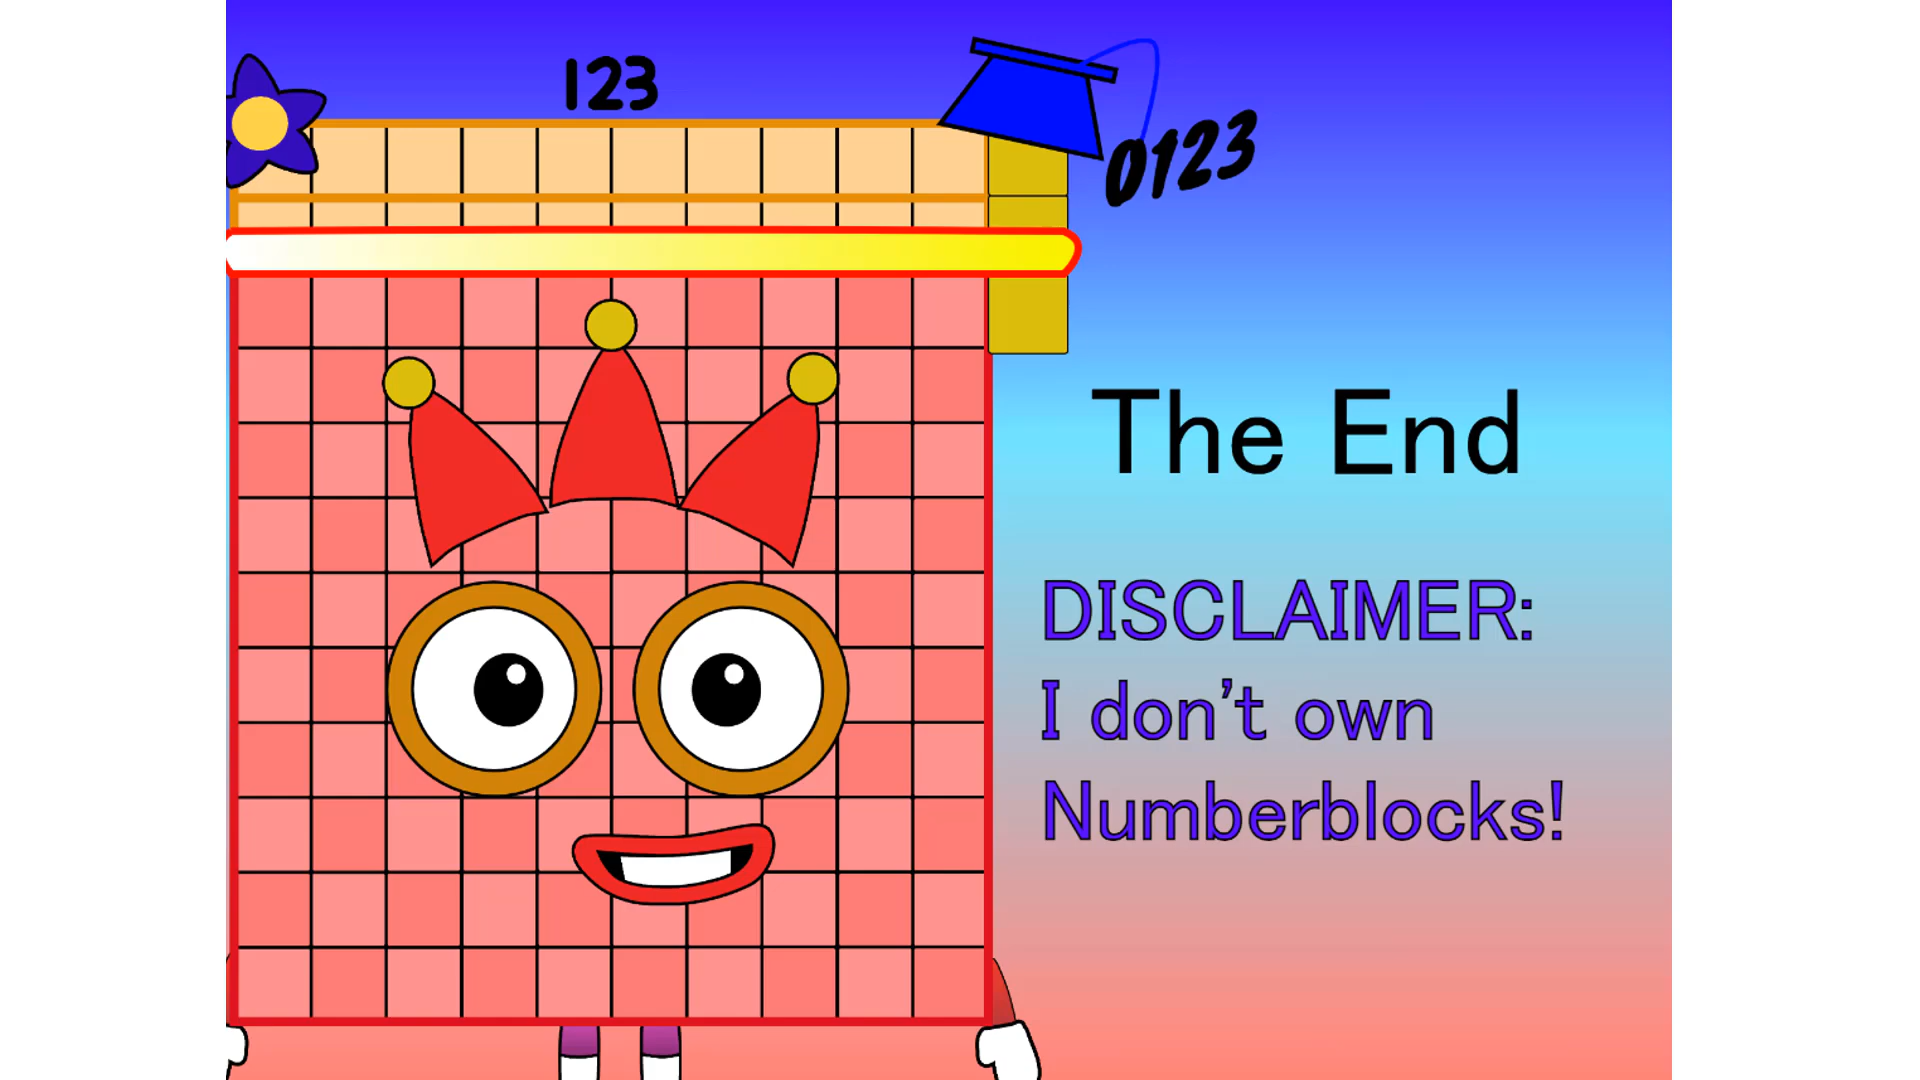 123
0123
The End
DISCLAIMER:
I don't own
Numberblocks!